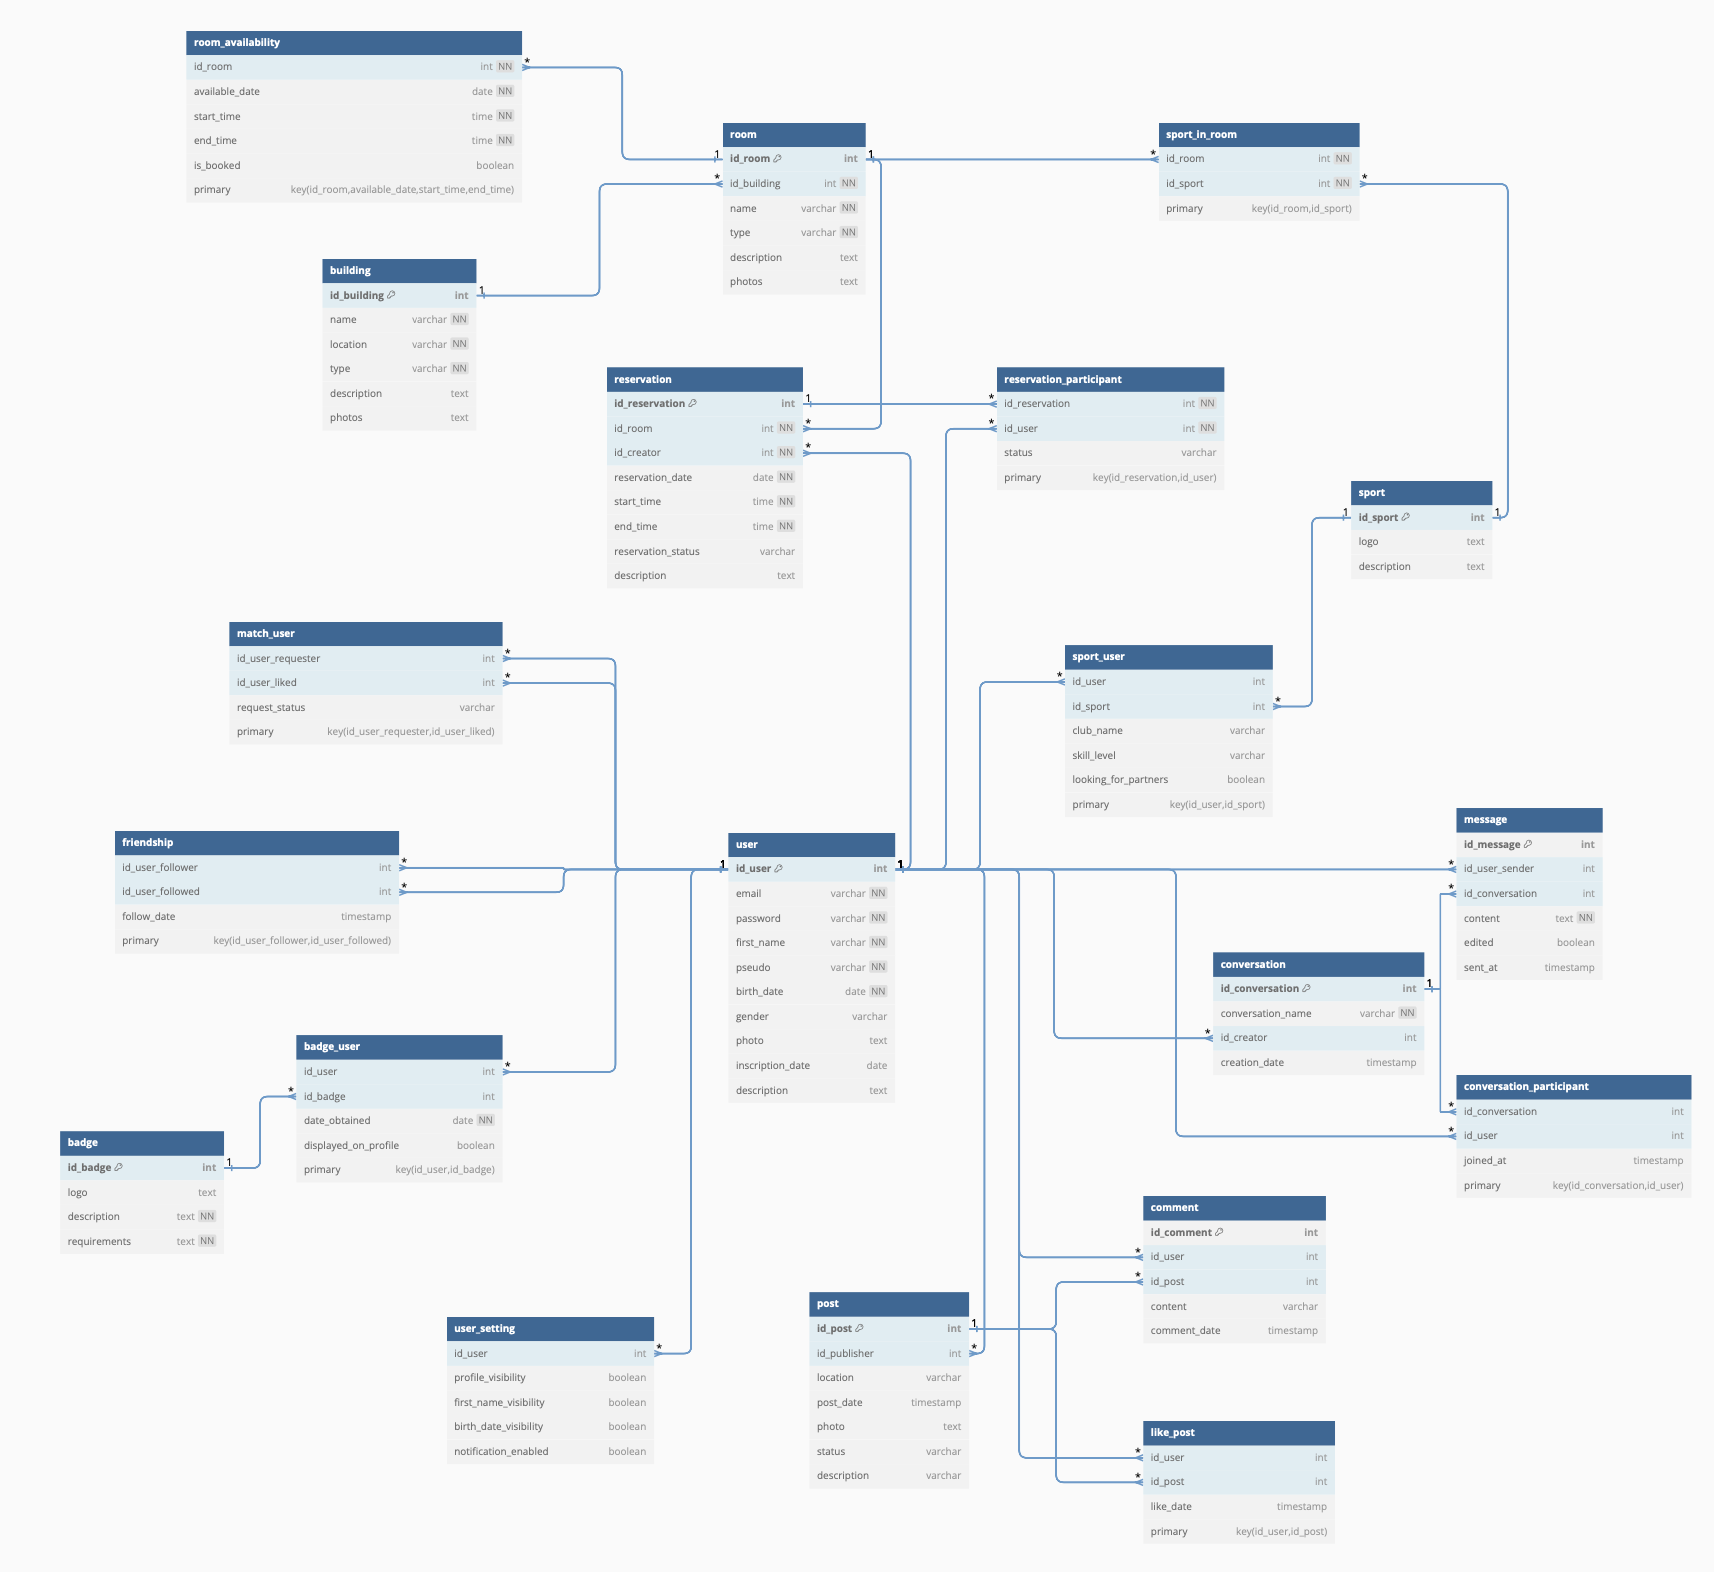 room_availability
id_room int NN *
available_date date NN
start_time time NN
end_time time NN
is_booked boolean
primary key(id_room,available_date,start_time,end_time)
room
1 id_room int 1
* id_building int NN
name varchar NN
type varchar NN
description text
photos text
sport_in_room
* id_room int NN
id_sport int NN *
primary key(id_room,id_sport)
building
id_building int 1
name varchar NN
location varchar NN
type varchar NN
description text
photos text
reservation
id_reservation int 1
id_room int NN *
id_creator int NN *
reservation_date date NN
start_time time NN
end_time time NN
reservation_status varchar
description text
reservation_participant
* id_reservation int NN
* id_user int NN
status varchar
primary key(id_reservation,id_user)
sport
1 id_sport int 1
logo text
description text
match_user
id_user_requester int *
id_user_liked int *
request_status varchar
primary key(id_user_requester,id_user_liked)
sport_user
* id_user int
id_sport int *
club_name varchar
skill_level varchar
looking_for_partners boolean
primary key(id_user,id_sport)
friendship
id_user_follower int *
id_user_followed int *
follow_date timestamp
primary key(id_user_follower,id_user_followed)
user
1 id_user int 1
email varchar NN
password varchar NN
first_name varchar NN
pseudo varchar NN
birth_date date NN
gender varchar
photo text
inscription_date date
description text
message
id_message int
* id_user_sender int
* id_conversation int
content text NN
edited boolean
sent_at timestamp
conversation
id_conversation int 1
conversation_name varchar NN
* id_creator int
creation_date timestamp
badge_user
id_user int *
* id_badge int
date_obtained date NN
displayed_on_profile boolean
primary key(id_user,id_badge)
conversation_participant
* id_conversation int
* id_user int
joined_at timestamp
primary key(id_conversation,id_user)
badge
id_badge int 1
logo text
description text NN
requirements text NN
comment
id_comment int
* id_user int
* id_post int
content varchar
comment_date timestamp
user_setting
id_user int *
profile_visibility boolean
first_name_visibility boolean
birth_date_visibility boolean
notification_enabled boolean
post
id_post int 1
id_publisher int *
location varchar
post_date timestamp
photo text
status varchar
description varchar
like_post
* id_user int
* id_post int
like_date timestamp
primary key(id_user,id_post)